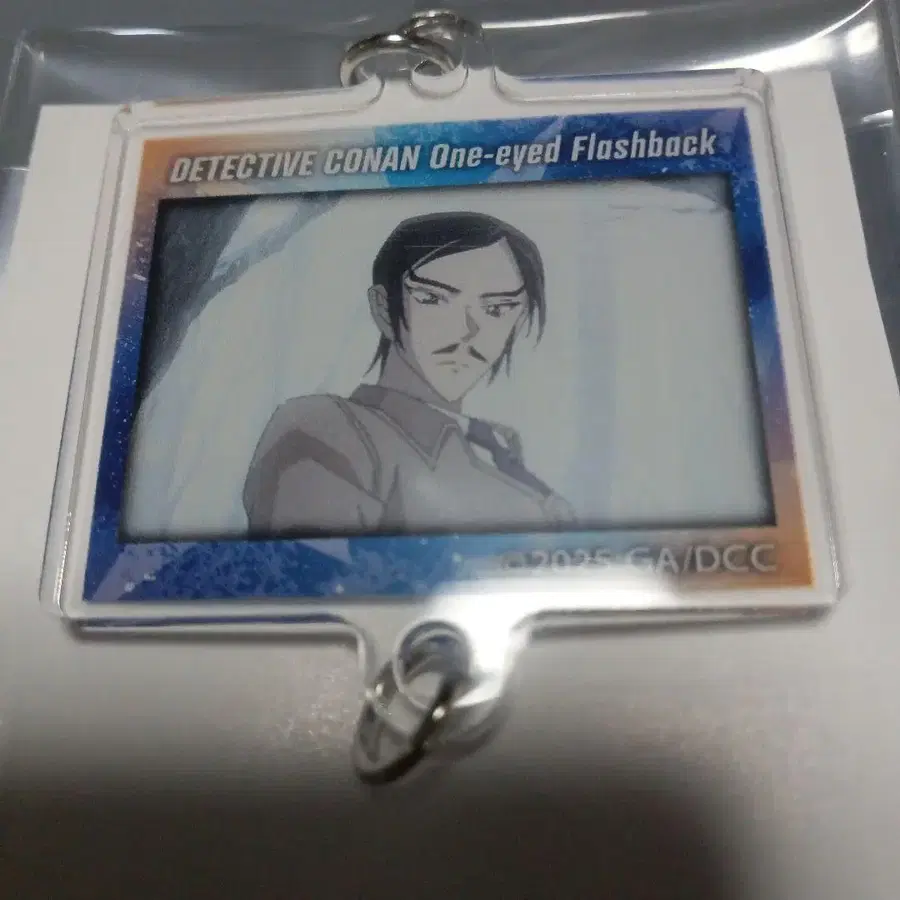 DETECTIVE CONAN One-eyed Flashback
©2025 GA/DCC